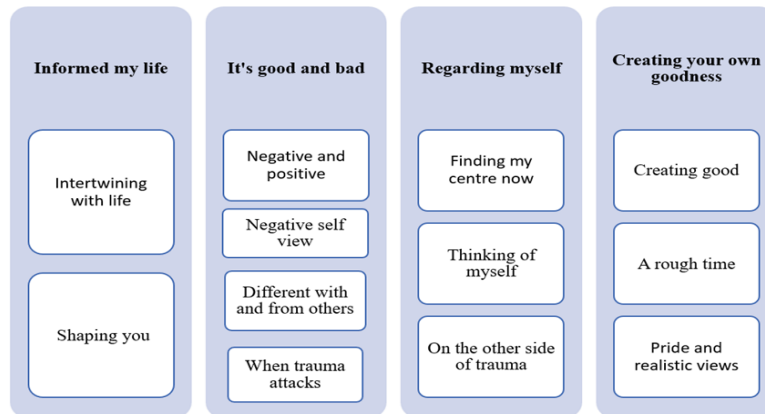 Informed my life
Intertwining
with life
Shaping you
It's good and bad
Negative and
positive
Negative self
view
Different with
and from others
When trauma
attacks
Regarding myself
Finding my
centre now
Thinking of
myself
On the other side
of trauma
Creating your own
goodness
Creating good
A rough time
Pride and
realistic views